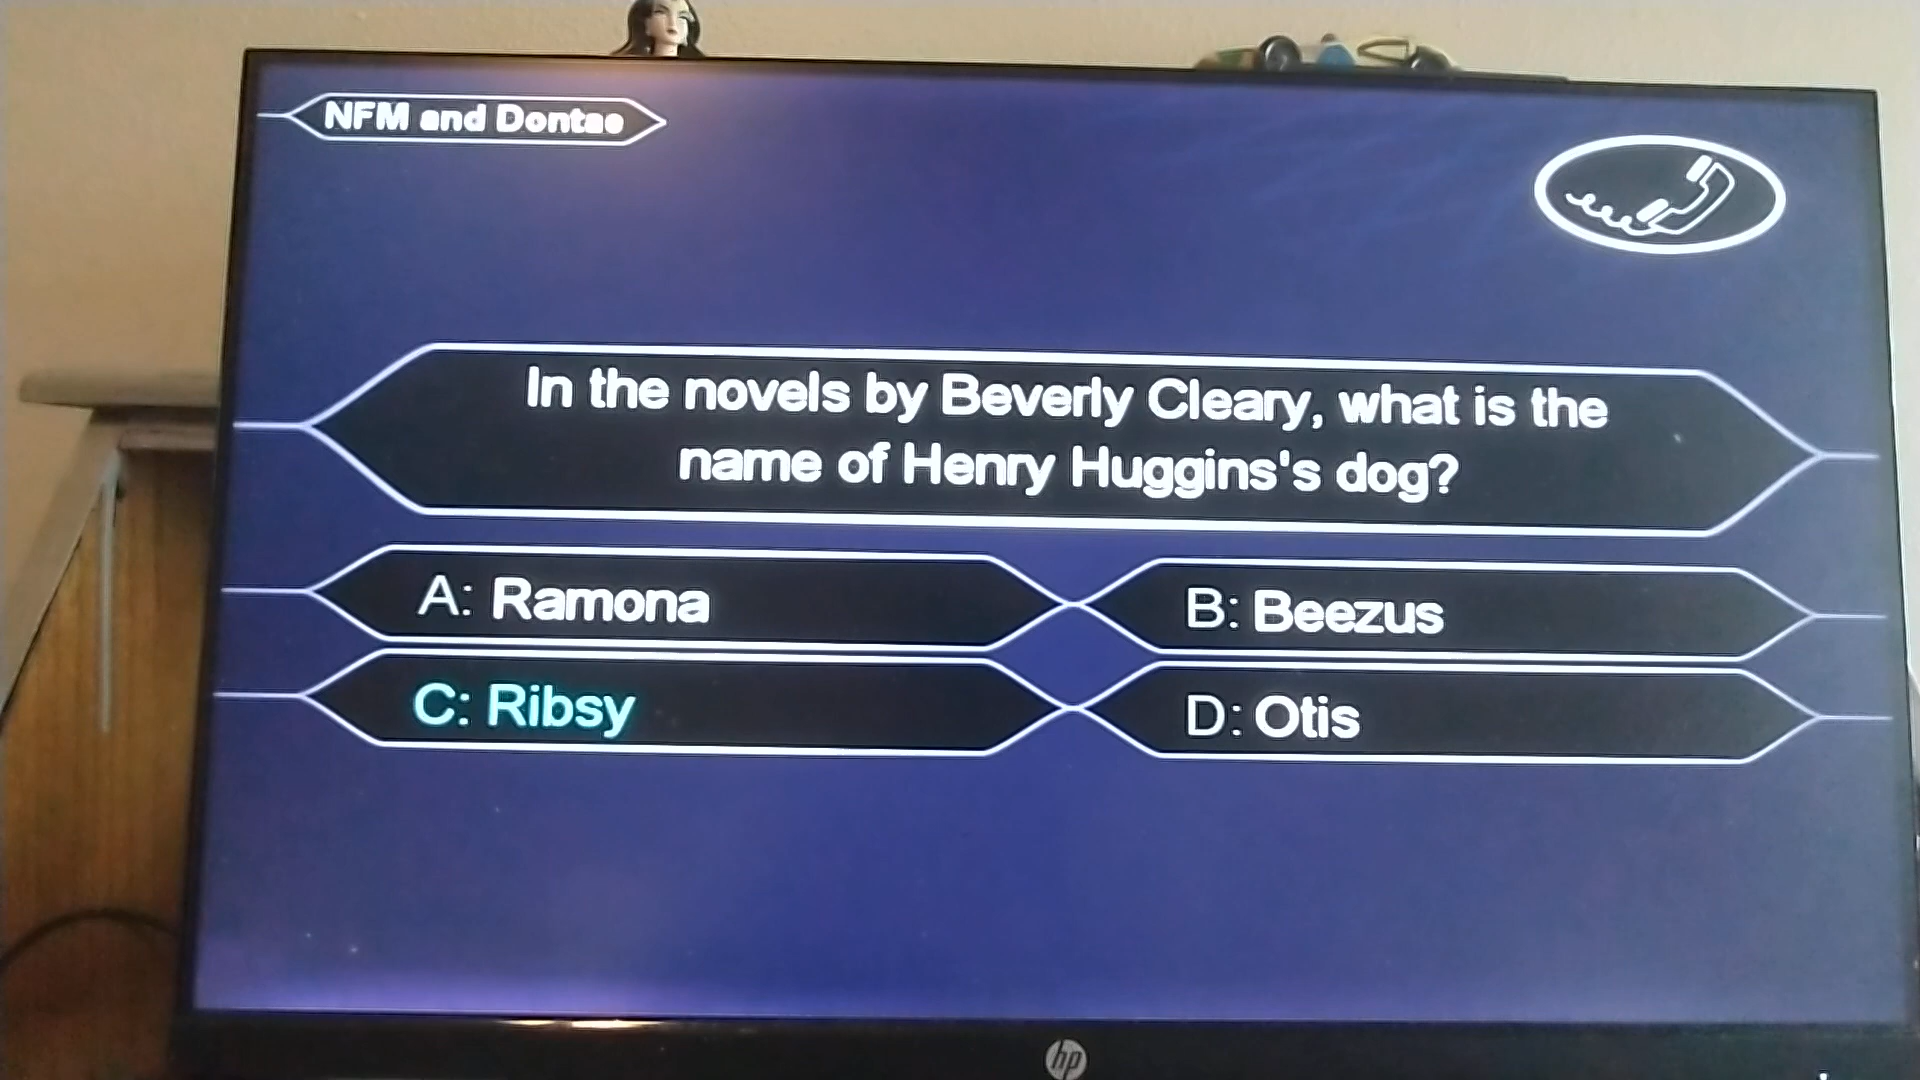 NFM and Dontae
In the novels by Beverly Cleary, what is the
name of Henry Huggins's dog?
A: Ramona
B: Beezus
C: Ribsy
D: Otis
hp